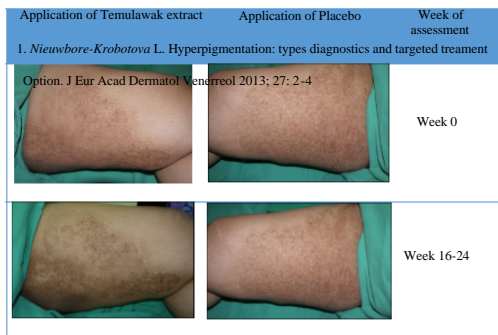 Application of Temulawak extract
Application of Placebo
Week of
assessment
1. Nieuwbore-Krobotova L. Hyperpigmentation: types diagnostics and targeted treament
Option. J Eur Acad Dermatol Venerreol 2013; 27: 2-4
Week 0
Week 16-24